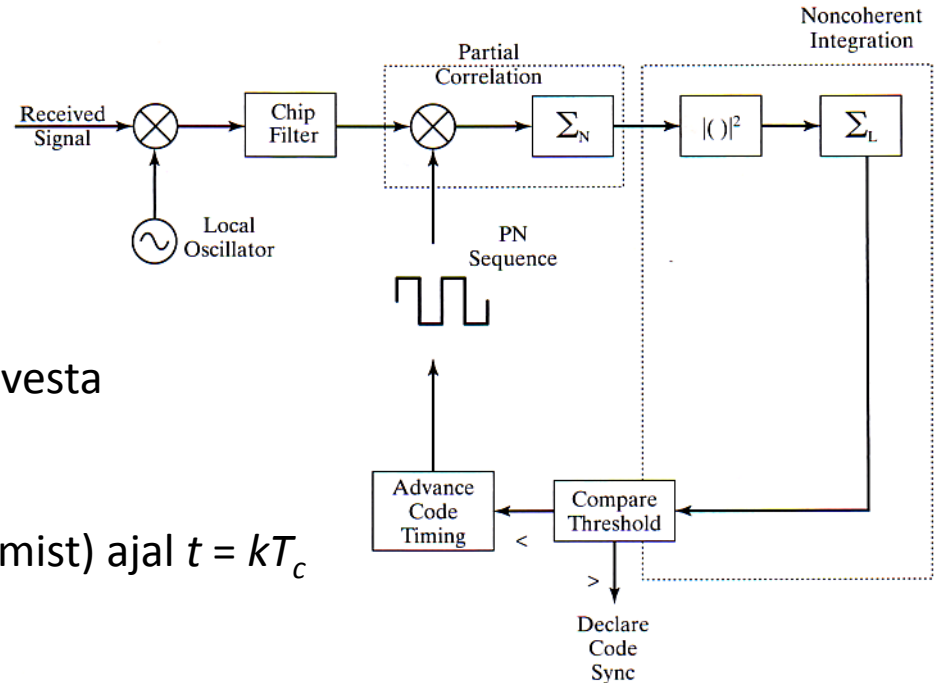 Noncoherent
Integration
Partial
Correlation
Received
Signal
Chip
Filter
Σ_N
|( )|²
Σ_L
Local
Oscillator
PN
Sequence
vesta
Advance
Code
Timing
<
Compare
Threshold
mist) ajal t = kT_c
>
Declare
Code
Sync